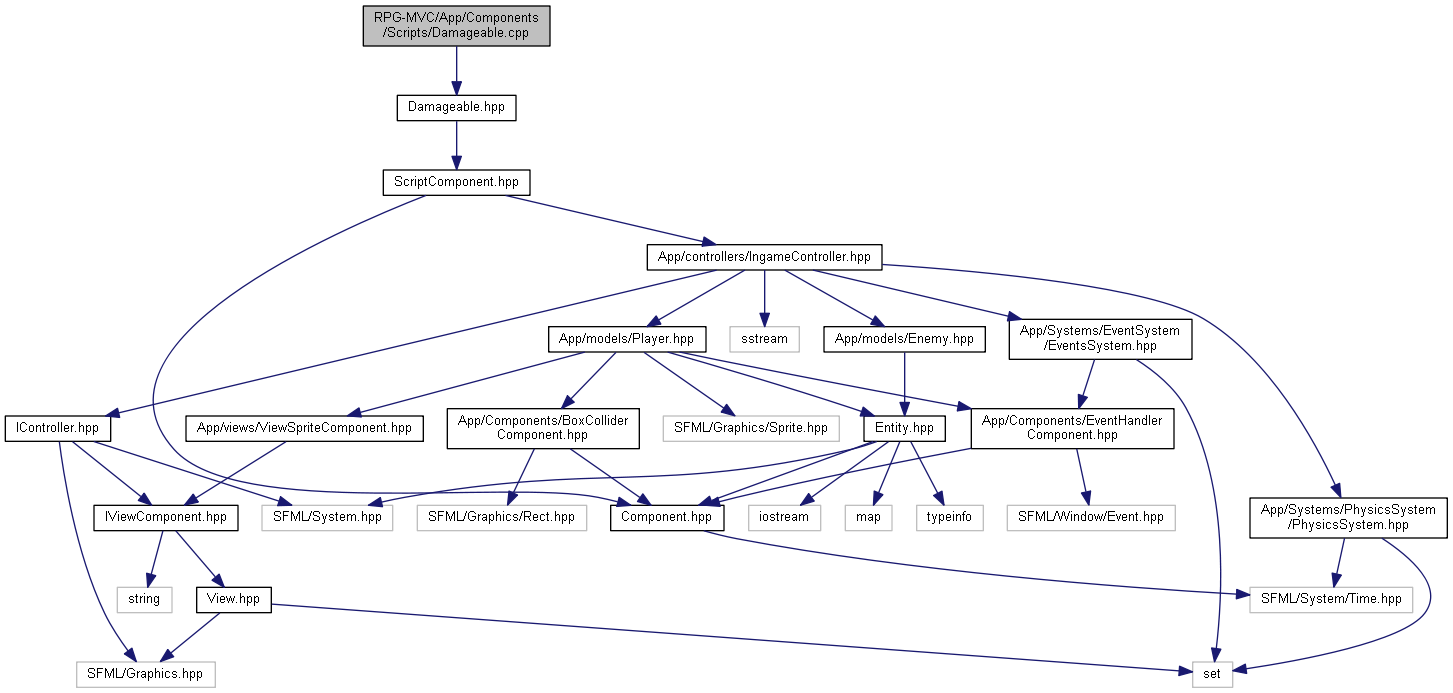 RPG-MVC/App/Components
/Scripts/Damageable.cpp
Damageable.hpp
ScriptComponent.hpp
App/controllers/IngameController.hpp
App/models/Player.hpp
sstream
App/models/Enemy.hpp
App/Systems/EventSystem
/EventsSystem.hpp
IController.hpp
App/views/ViewSpriteComponent.hpp
App/Components/BoxCollider
Component.hpp
SFML/Graphics/Sprite.hpp
Entity.hpp
App/Components/EventHandler
Component.hpp
IViewComponent.hpp
SFML/System.hpp
SFML/Graphics/Rect.hpp
Component.hpp
iostream
map
typeinfo
SFML/Window/Event.hpp
App/Systems/PhysicsSystem
/PhysicsSystem.hpp
string
View.hpp
SFML/System/Time.hpp
SFML/Graphics.hpp
set